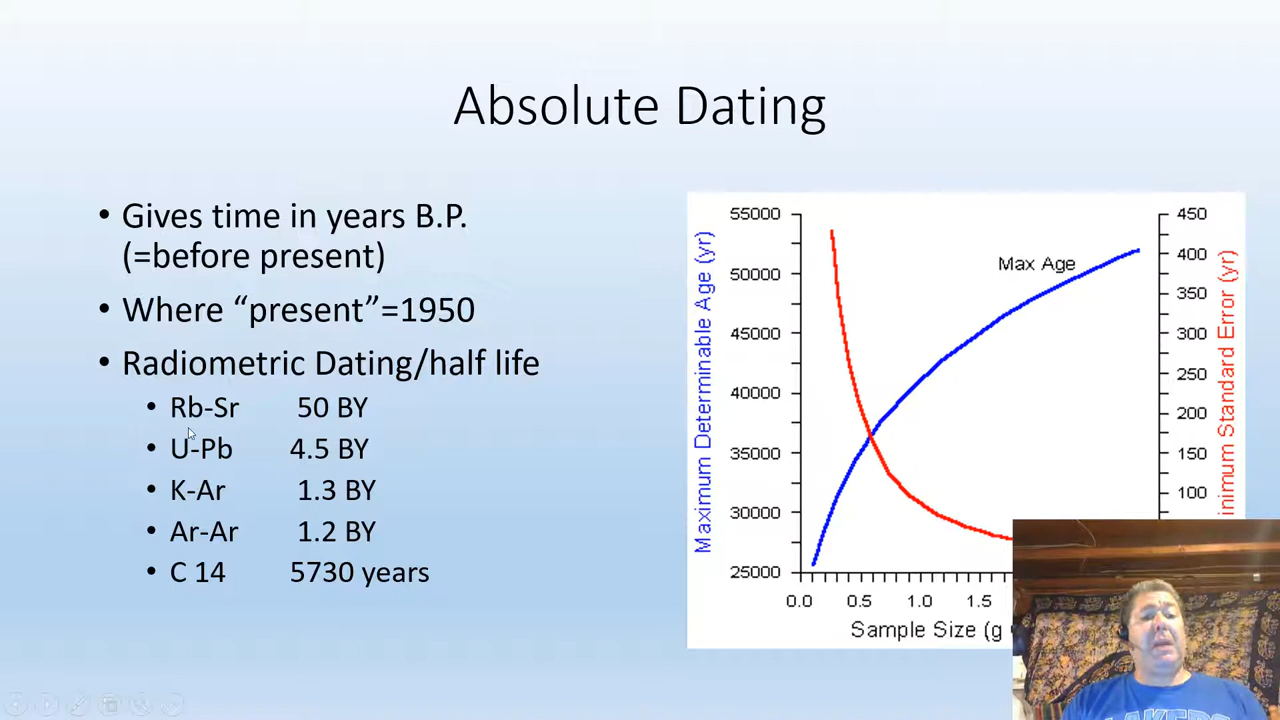 Absolute Dating
• Gives time in years B.P.
(=before present)
• Where “present”=1950
• Radiometric Dating/half life
• Rb-Sr 50 BY
• U-Pb 4.5 BY
• K-Ar 1.3 BY
• Ar-Ar 1.2 BY
• C 14 5730 years
Maximum Determinable Age (yr)
55000
50000
45000
40000
35000
30000
25000
Max Age
450
400
350
300
250
200
150
100
Standard Error (yr)
0.0 0.5 1.0 1.5
Sample Size (g
LAKERS